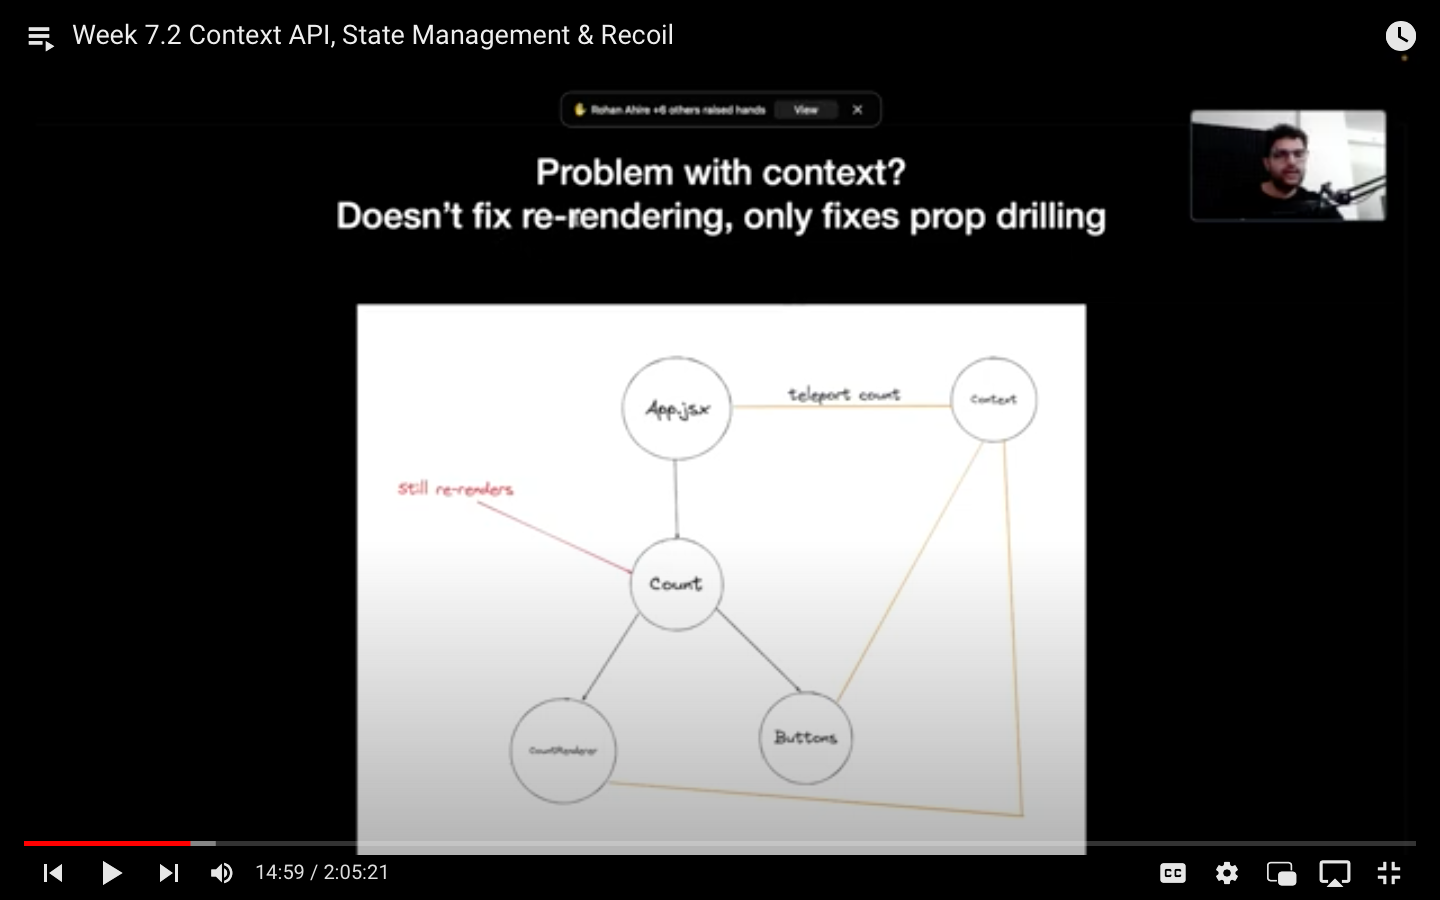 Week 7.2 Context API, State Management & Recoil
Rohan Ahire +6 others raised hands View
Problem with context?
Doesn't fix re-rendering, only fixes prop drilling
App.jsx
teleport count
Context
Still re-renders
Count
CountRenderer
Buttons
14:59 / 2:05:21
CC